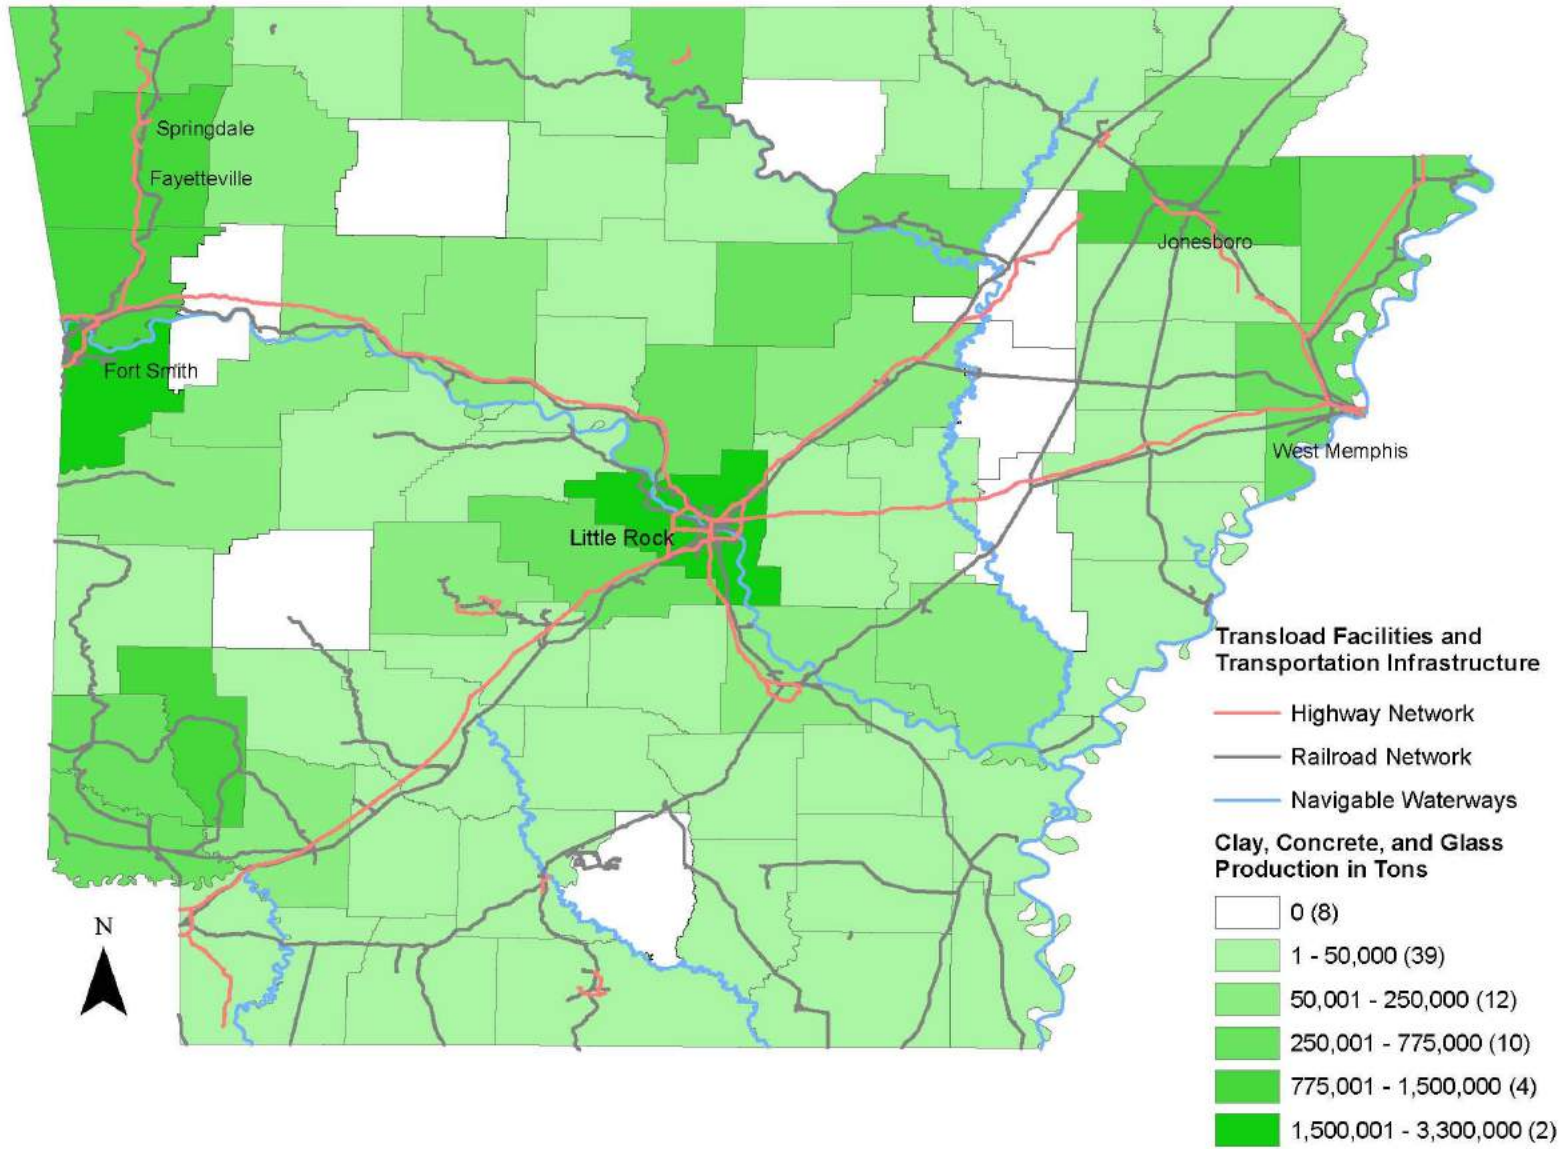 Springdale
Fayetteville
Jonesboro
Fort Smith
West Memphis
Little Rock
N
Transload Facilities and
Transportation Infrastructure
Highway Network
Railroad Network
Navigable Waterways
Clay, Concrete, and Glass
Production in Tons
0 (8)
1 - 50,000 (39)
50,001 - 250,000 (12)
250,001 - 775,000 (10)
775,001 - 1,500,000 (4)
1,500,001 - 3,300,000 (2)